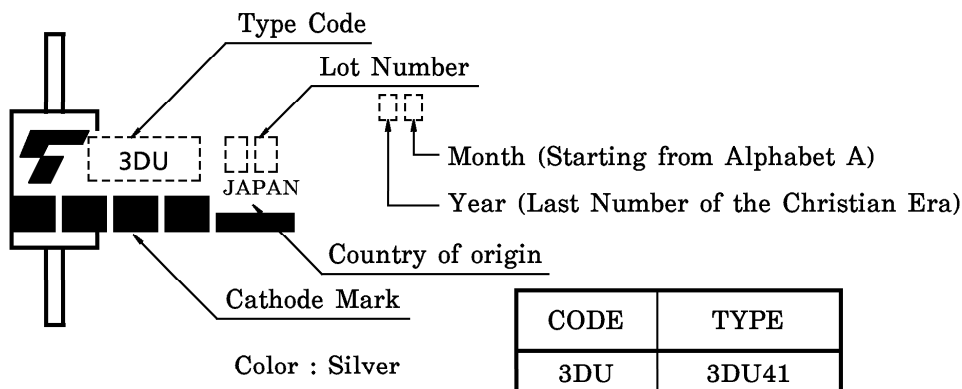 Type Code
Lot Number
3DU
JAPAN
Month (Starting from Alphabet A)
Year (Last Number of the Christian Era)
Country of origin
Cathode Mark
Color : Silver
CODE TYPE
3DU 3DU41